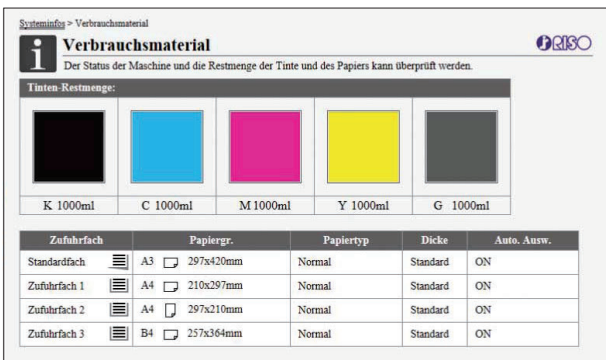 Systeminfos > Verbrauchsmaterial
Verbrauchsmaterial
RISO
Der Status der Maschine und die Restmenge der Tinte und des Papiers kann überprüft werden.
Tinten-Restmenge:
K 1000ml C 1000ml M 1000ml Y 1000ml G 1000ml
Zufuhrfach Papiergr. Papiertyp Dicke Auto. Ausw.
Standardfach A3 297x420mm Normal Standard ON
Zufuhrfach 1 A4 210x297mm Normal Standard ON
Zufuhrfach 2 A4 297x210mm Normal Standard ON
Zufuhrfach 3 B4 257x364mm Normal Standard ON